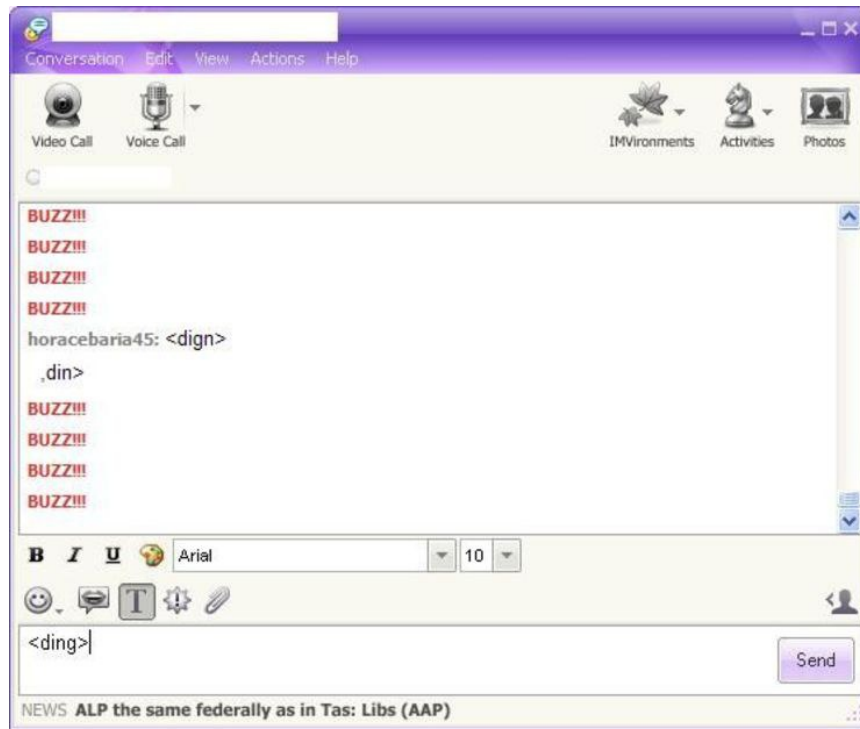 Conversation Edit View Actions Help
Video Call Voice Call IMVironments Activities Photos
BUZZ!!!
BUZZ!!!
BUZZ!!!
BUZZ!!!
horacebaria45: <dign>
,din>
BUZZ!!!
BUZZ!!!
BUZZ!!!
BUZZ!!!
B I U Arial 10
T
<ding>
Send
NEWS ALP the same federally as in Tas: Libs (AAP)